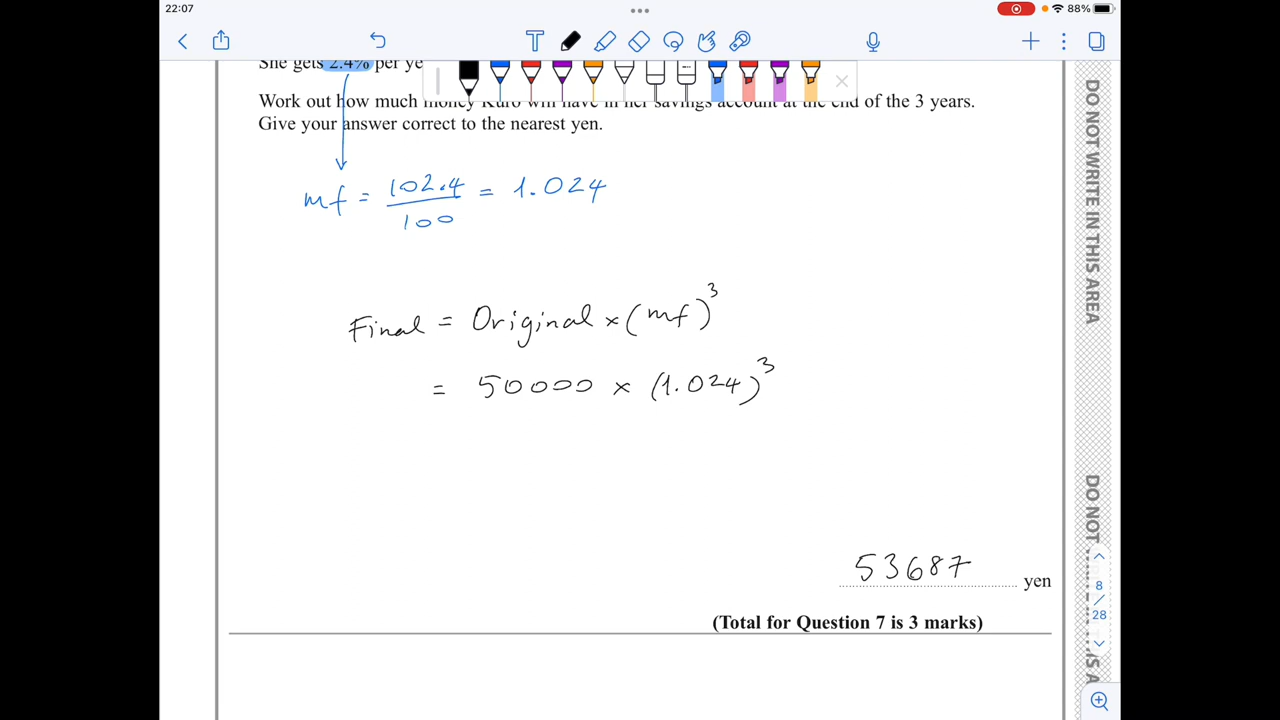 22:07
88%
She gets 2.4% per ye
Work out how much money Kuro will have in her savings account at the end of the 3 years.
Give your answer correct to the nearest yen.
mf = 102.4 / 100 = 1.024
Final = Original × (mf)³
= 50000 × (1.024)³
53687 yen
(Total for Question 7 is 3 marks)
DO NOT WRITE IN THIS AREA
DO NOT
IS A
8
/
28